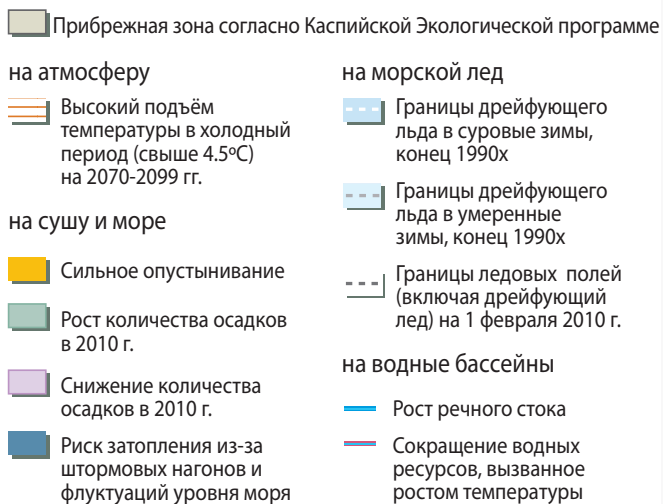 Прибрежная зона согласно Каспийской Экологической программе
на атмосферу
Высокий подъём
температуры в холодный
период (свыше 4.5ºC)
на 2070-2099 гг.
на сушу и море
Сильное опустынивание
Рост количества осадков
в 2010 г.
Снижение количества
осадков в 2010 г.
Риск затопления из-за
штормовых нагонов и
флуктуаций уровня моря
на морской лед
Границы дрейфующего
льда в суровые зимы,
конец 1990х
Границы дрейфующего
льда в умеренные
зимы, конец 1990х
Границы ледовых полей
(включая дрейфующий
лед) на 1 февраля 2010 г.
на водные бассейны
Рост речного стока
Сокращение водных
ресурсов, вызванное
ростом температуры